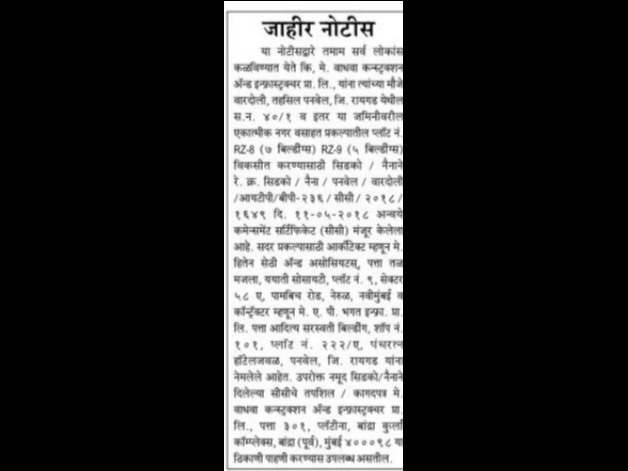 जाहीर नोटीस
या नोटीसद्वारे तमाम सर्व लोकांस
कळविण्यात येते कि, मे. वाधवा कन्स्ट्रक्शन
ॲन्ड इन्फ्रास्ट्रक्चर प्रा. लि., यांना त्यांच्या मौजे
वारदोली, तहसिल पनवेल, जि. रायगड येथील
स.न. ४०/१ व इतर या जमिनीवरील
एकात्मीक नगर वसाहत प्रकल्पातील प्लॉट नं.
RZ-8 (७ बिल्डींग्स) RZ-9 (५ बिल्डींग्स)
विकसीत करण्यासाठी सिडको / नैनाने
रे. क्र. सिडको / नैना / पनवेल / वारदोली
/आयटीपी/बीपी-२३६ / सीसी / २०१८/
१६४९ दि. ११-०५-२०१८ अन्वये
कमेन्समेंट सर्टिफिकेट (सीसी) मंजूर केलेला
आहे. सदर प्रकल्पासाठी आर्कीटेक्ट म्हणून मे.
हितेन सेठी ॲन्ड असोसियटस्, पत्ता तळ
मजला, ययाती सोसायटी, प्लॉट नं. ९, सेक्टर
५८ ए, पामबिच रोड, नेरुळ, नवीमुंबई व
कॉन्ट्रॅक्टर म्हणून मे. ए. पी. भगत इन्फ्रा. प्रा.
लि. पत्ता आदित्य सरस्वती बिल्डींग, शॉप नं.
१०१, प्लॉट नं. २२२/ए, पंचरत्न
हॉटेलजवळ, पनवेल, जि. रायगड यांना
नेमलेले आहेत. उपरोक्त नमूद सिडको/नैनाने
दिलेल्या सीसीचे तपशिल / कागदपत्र मे.
वाधवा कन्स्ट्रक्शन ॲन्ड इन्फ्रास्ट्रक्चर प्रा.
लि., पत्ता ३०१, प्लॅटीना, बांद्रा कुर्ला
कॉम्प्लेक्स, बांद्रा (पूर्व), मुंबई ४०००९८ या
ठिकाणी पाहणी करण्यास उपलब्ध असतील.